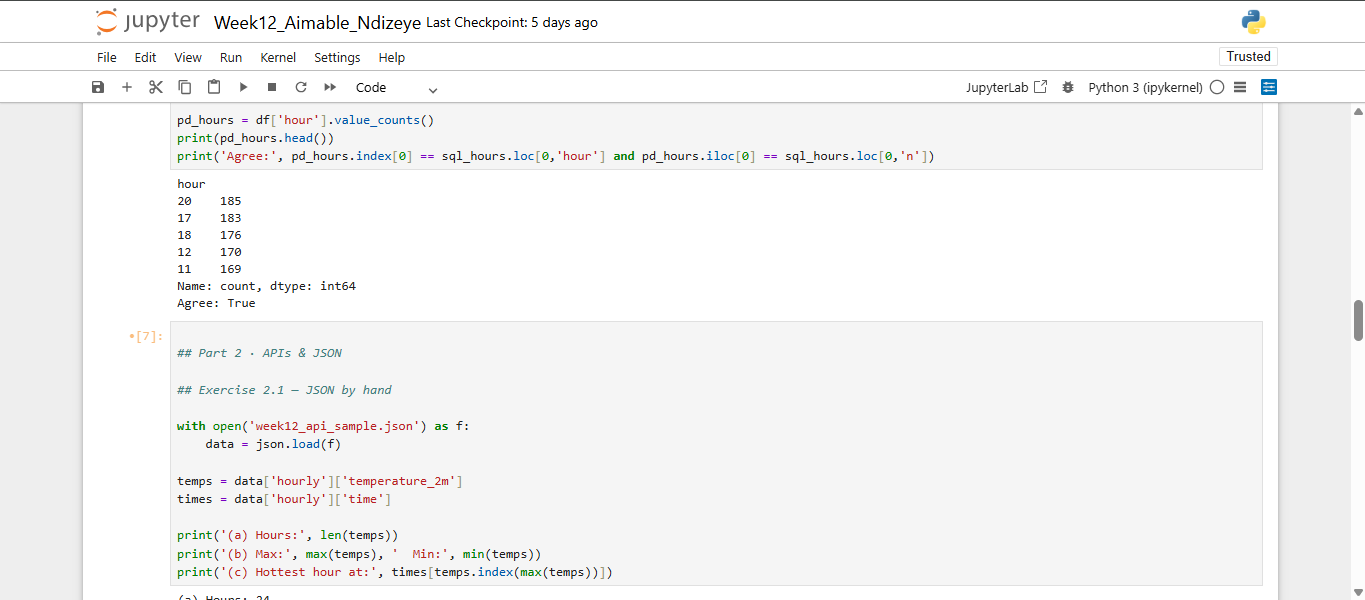 jupyter Week12_Aimable_Ndizeye Last Checkpoint: 5 days ago
File Edit View Run Kernel Settings Help Trusted
Code JupyterLab Python 3 (ipykernel)
pd_hours = df['hour'].value_counts()
print(pd_hours.head())
print('Agree:', pd_hours.index[0] == sql_hours.loc[0,'hour'] and pd_hours.iloc[0] == sql_hours.loc[0,'n'])
hour
20    185
17    183
18    176
12    170
11    169
Name: count, dtype: int64
Agree: True
•[7]:
## Part 2 · APIs & JSON
## Exercise 2.1 — JSON by hand
with open('week12_api_sample.json') as f:
    data = json.load(f)
temps = data['hourly']['temperature_2m']
times = data['hourly']['time']
print('(a) Hours:', len(temps))
print('(b) Max:', max(temps), '  Min:', min(temps))
print('(c) Hottest hour at:', times[temps.index(max(temps))])
(a) Hours: 24